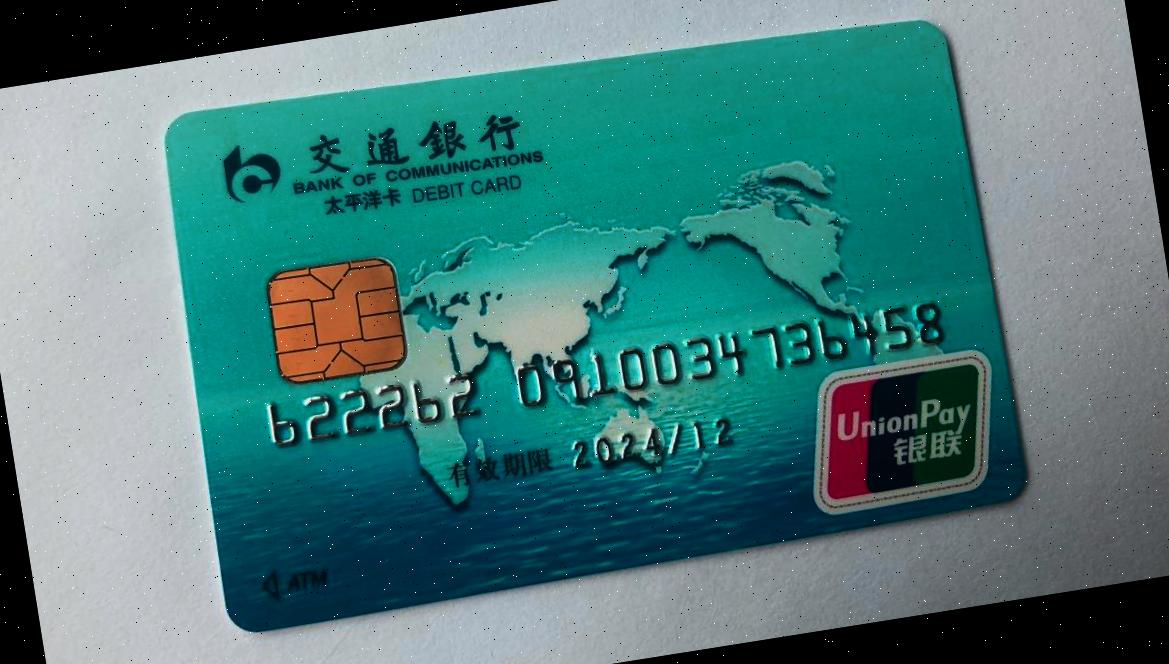 交通銀行
BANK OF COMMUNICATIONS
太平洋卡 DEBIT CARD
622262 0910034736458
有效期限 2024/12
UnionPay
银联
ATM